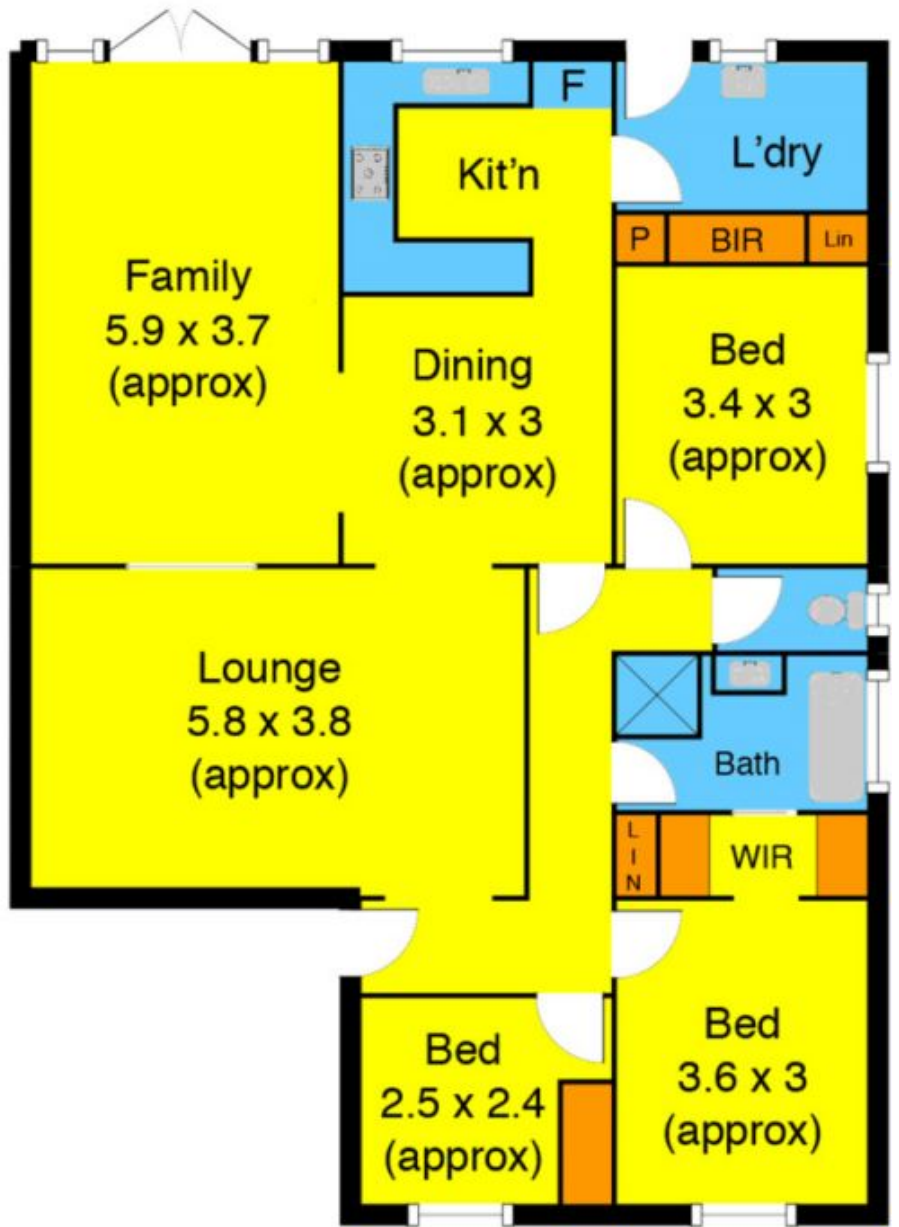 F
Kit'n
L'dry
P
BIR
Lin
Family
5.9 x 3.7
(approx)
Dining
3.1 x 3
(approx)
Bed
3.4 x 3
(approx)
Lounge
5.8 x 3.8
(approx)
Bath
L
I
N
WIR
Bed
2.5 x 2.4
(approx)
Bed
3.6 x 3
(approx)